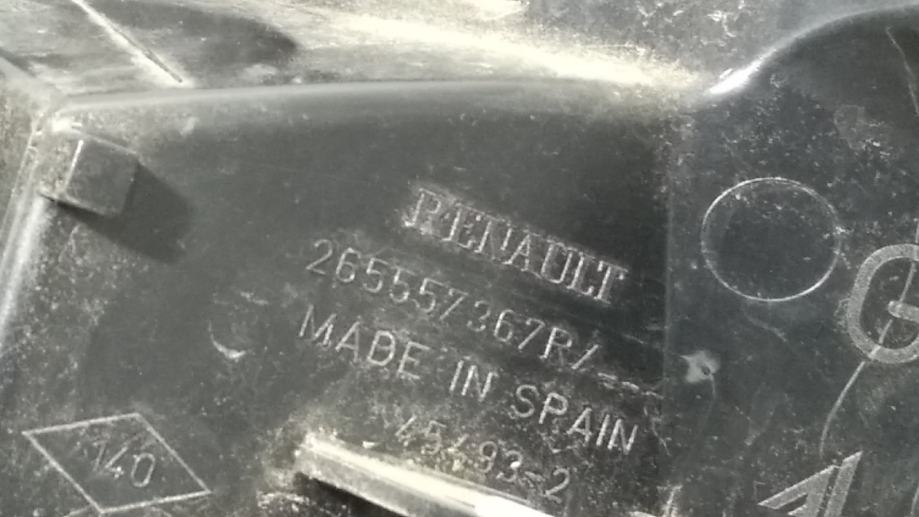 RENAULT
265557367R/--
MADE IN SPAIN
45493-2
140
G